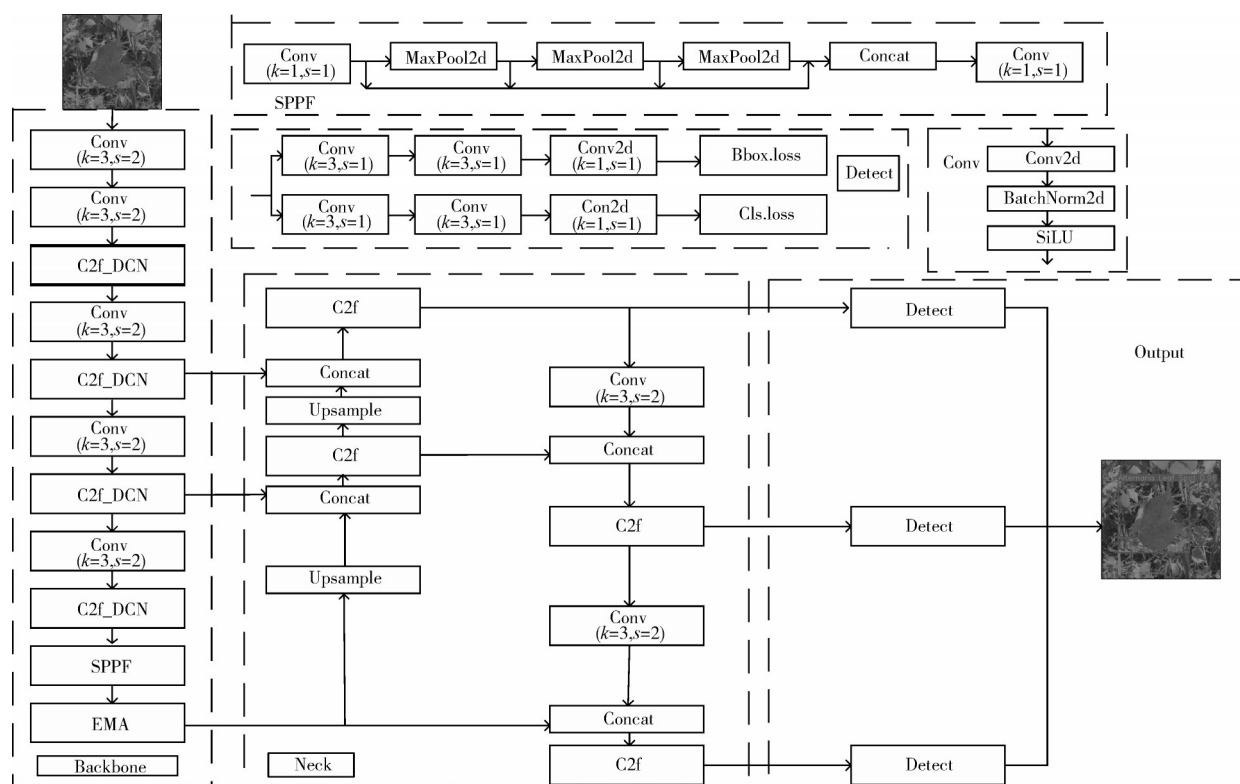 Conv
(k=1,s=1)
MaxPool2d
MaxPool2d
MaxPool2d
Concat
Conv
(k=1,s=1)
SPPF
Conv
(k=3,s=1)
Conv
(k=3,s=1)
Conv2d
(k=1,s=1)
Bbox.loss
Conv
(k=3,s=1)
Conv
(k=3,s=1)
Con2d
(k=1,s=1)
Cls.loss
Detect
Conv
Conv2d
BatchNorm2d
SiLU
Conv
(k=3,s=2)
Conv
(k=3,s=2)
C2f_DCN
Conv
(k=3,s=2)
C2f_DCN
Conv
(k=3,s=2)
C2f_DCN
Conv
(k=3,s=2)
C2f_DCN
SPPF
EMA
Backbone
C2f
Concat
Upsample
C2f
Concat
Upsample
Neck
Conv
(k=3,s=2)
Concat
C2f
Conv
(k=3,s=2)
Concat
C2f
Detect
Detect
Detect
Output